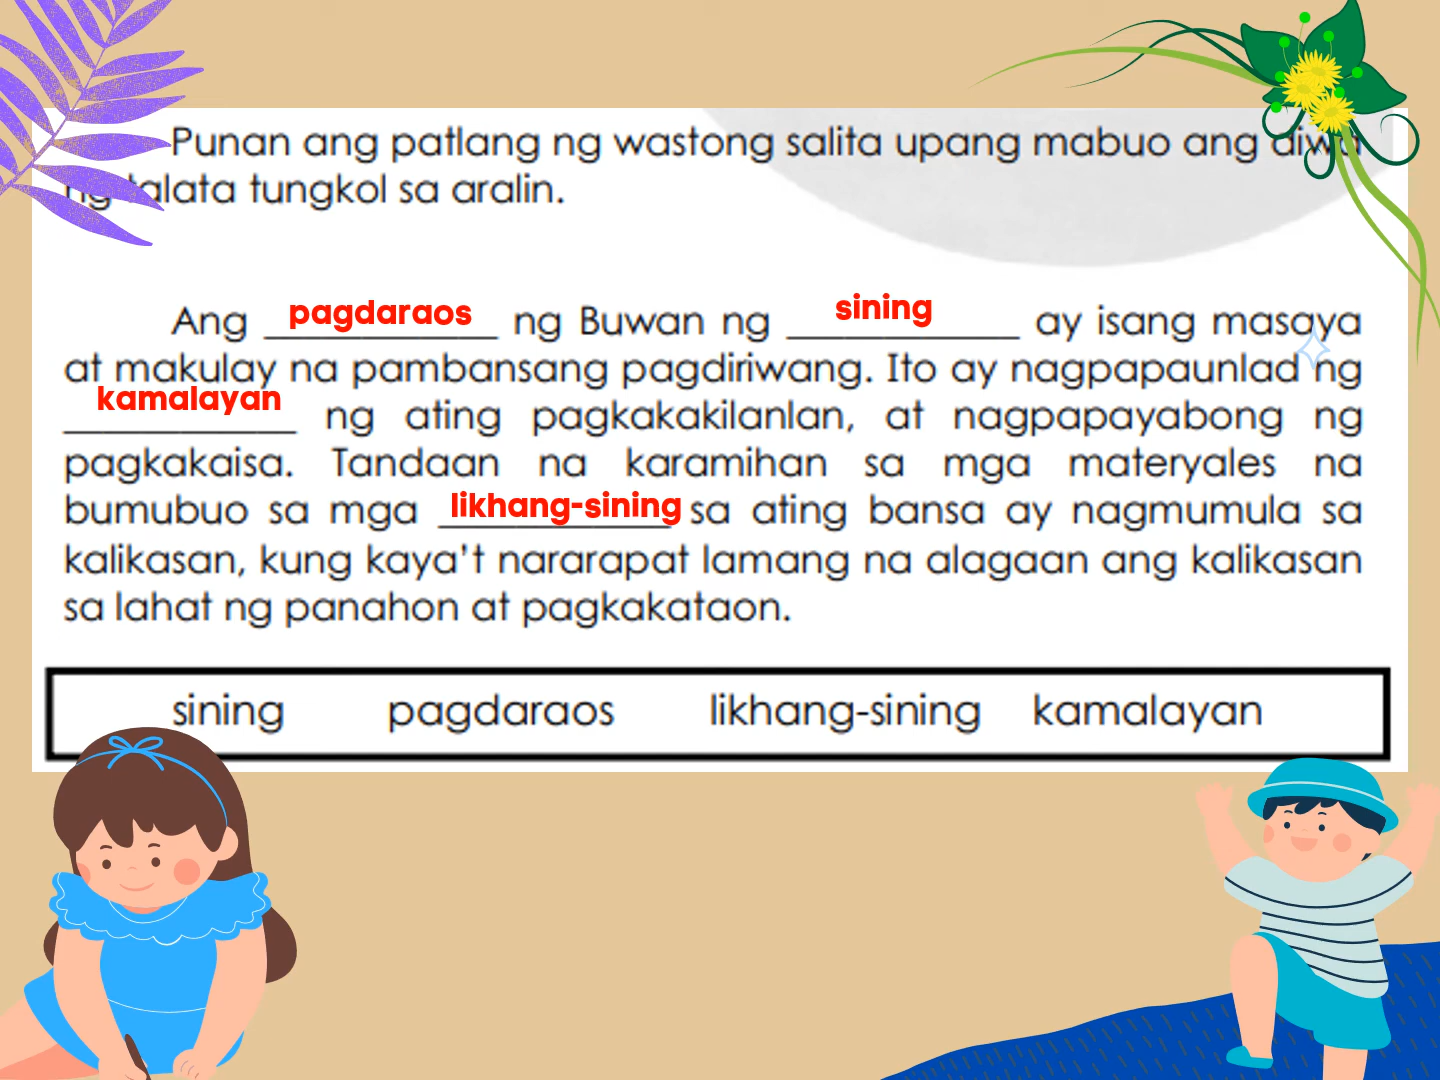 Punan ang patlang ng wastong salita upang mabuo ang diwa
ng talata tungkol sa aralin.
Ang pagdaraos ng Buwan ng sining ay isang masaya
at makulay na pambansang pagdiriwang. Ito ay nagpapaunlad ng
kamalayan ng ating pagkakakilanlan, at nagpapayabong ng
pagkakaisa. Tandaan na karamihan sa mga materyales na
bumubuo sa mga likhang-sining sa ating bansa ay nagmumula sa
kalikasan, kung kaya't nararapat lamang na alagaan ang kalikasan
sa lahat ng panahon at pagkakataon.
sining pagdaraos likhang-sining kamalayan